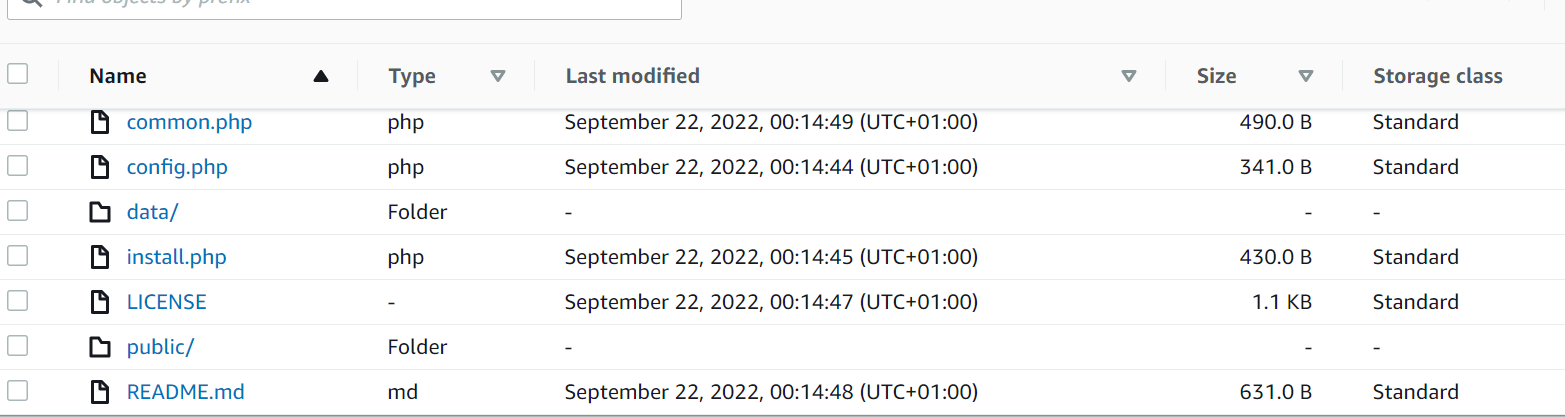 Find objects by prefix
Name Type Last modified Size Storage class
common.php php September 22, 2022, 00:14:49 (UTC+01:00) 490.0 B Standard
config.php php September 22, 2022, 00:14:44 (UTC+01:00) 341.0 B Standard
data/ Folder - - -
install.php php September 22, 2022, 00:14:45 (UTC+01:00) 430.0 B Standard
LICENSE - September 22, 2022, 00:14:47 (UTC+01:00) 1.1 KB Standard
public/ Folder - - -
README.md md September 22, 2022, 00:14:48 (UTC+01:00) 631.0 B Standard